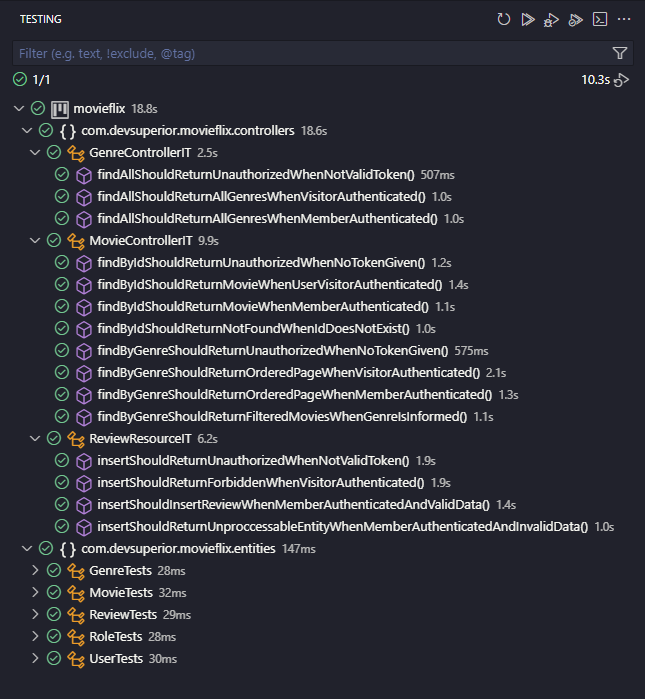 TESTING
Filter (e.g. text, !exclude, @tag)
1/1 10.3s
movieflix 18.8s
{} com.devsuperior.movieflix.controllers 18.6s
GenreControllerIT 2.5s
findAllShouldReturnUnauthorizedWhenNotValidToken() 507ms
findAllShouldReturnAllGenresWhenVisitorAuthenticated() 1.0s
findAllShouldReturnAllGenresWhenMemberAuthenticated() 1.0s
MovieControllerIT 9.9s
findByIdShouldReturnUnauthorizedWhenNoTokenGiven() 1.2s
findByIdShouldReturnMovieWhenUserVisitorAuthenticated() 1.4s
findByIdShouldReturnMovieWhenMemberAuthenticated() 1.1s
findByIdShouldReturnNotFoundWhenIdDoesNotExist() 1.0s
findByGenreShouldReturnUnauthorizedWhenNoTokenGiven() 575ms
findByGenreShouldReturnOrderedPageWhenVisitorAuthenticated() 2.1s
findByGenreShouldReturnOrderedPageWhenMemberAuthenticated() 1.3s
findByGenreShouldReturnFilteredMoviesWhenGenreIsInformed() 1.1s
ReviewResourceIT 6.2s
insertShouldReturnUnauthorizedWhenNotValidToken() 1.9s
insertShouldReturnForbiddenWhenVisitorAuthenticated() 1.9s
insertShouldInsertReviewWhenMemberAuthenticatedAndValidData() 1.4s
insertShouldReturnUnproccessableEntityWhenMemberAuthenticatedAndInvalidData() 1.0s
{} com.devsuperior.movieflix.entities 147ms
GenreTests 28ms
MovieTests 32ms
ReviewTests 29ms
RoleTests 28ms
UserTests 30ms